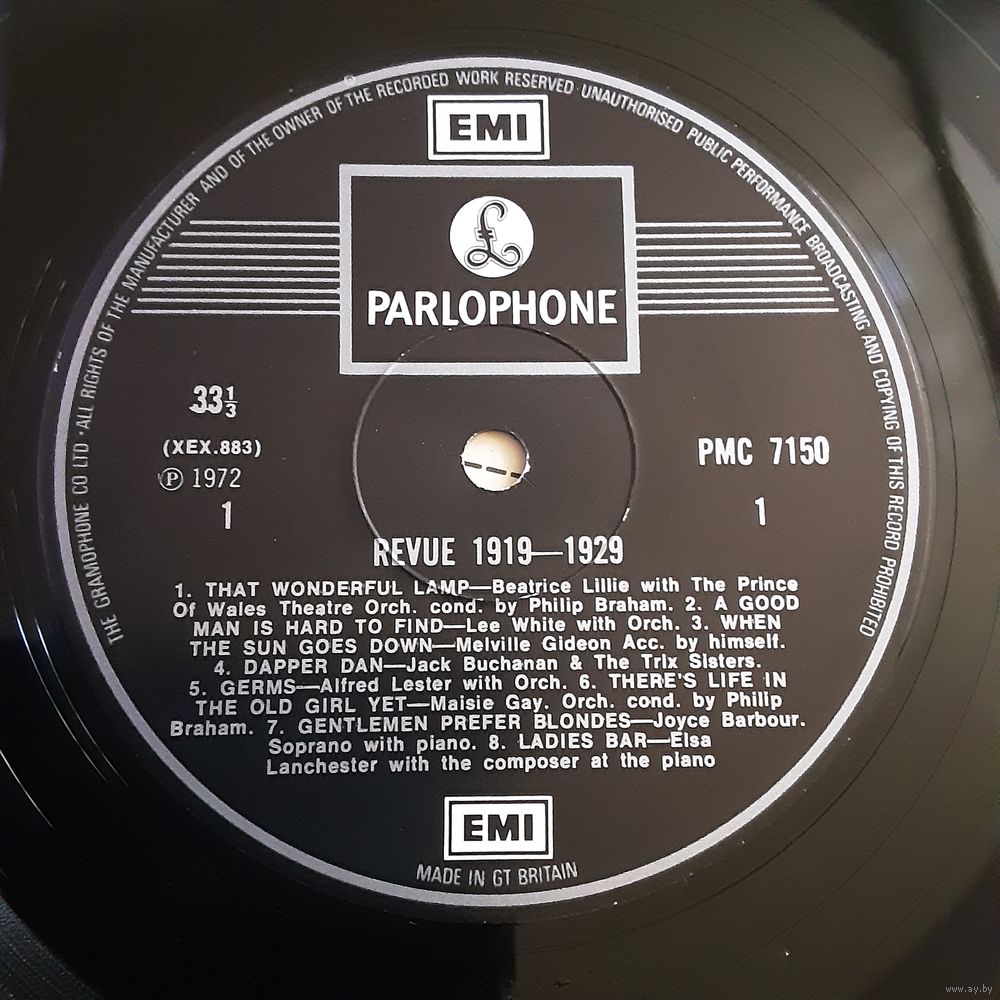 THE GRAMOPHONE CO LTD · ALL RIGHTS OF THE MANUFACTURER AND OF THE OWNER OF THE RECORDED WORK RESERVED · UNAUTHORISED PUBLIC PERFORMANCE BROADCASTING AND COPYING OF THIS RECORD PROHIBITED
EMI
£
PARLOPHONE
33⅓
(XEX.883)
PMC 7150
℗ 1972
1
1
REVUE 1919—1929
1. THAT WONDERFUL LAMP—Beatrice Lillie with The Prince
Of Wales Theatre Orch. cond. by Philip Braham. 2. A GOOD
MAN IS HARD TO FIND—Lee White with Orch. 3. WHEN
THE SUN GOES DOWN—Melville Gideon Acc. by himself.
4. DAPPER DAN—Jack Buchanan & The Trix Sisters.
5. GERMS—Alfred Lester with Orch. 6. THERE'S LIFE IN
THE OLD GIRL YET—Maisie Gay. Orch. cond. by Philip
Braham. 7. GENTLEMEN PREFER BLONDES—Joyce Barbour.
Soprano with piano. 8. LADIES BAR—Elsa
Lanchester with the composer at the piano
EMI
MADE IN GT BRITAIN
www.ay.by